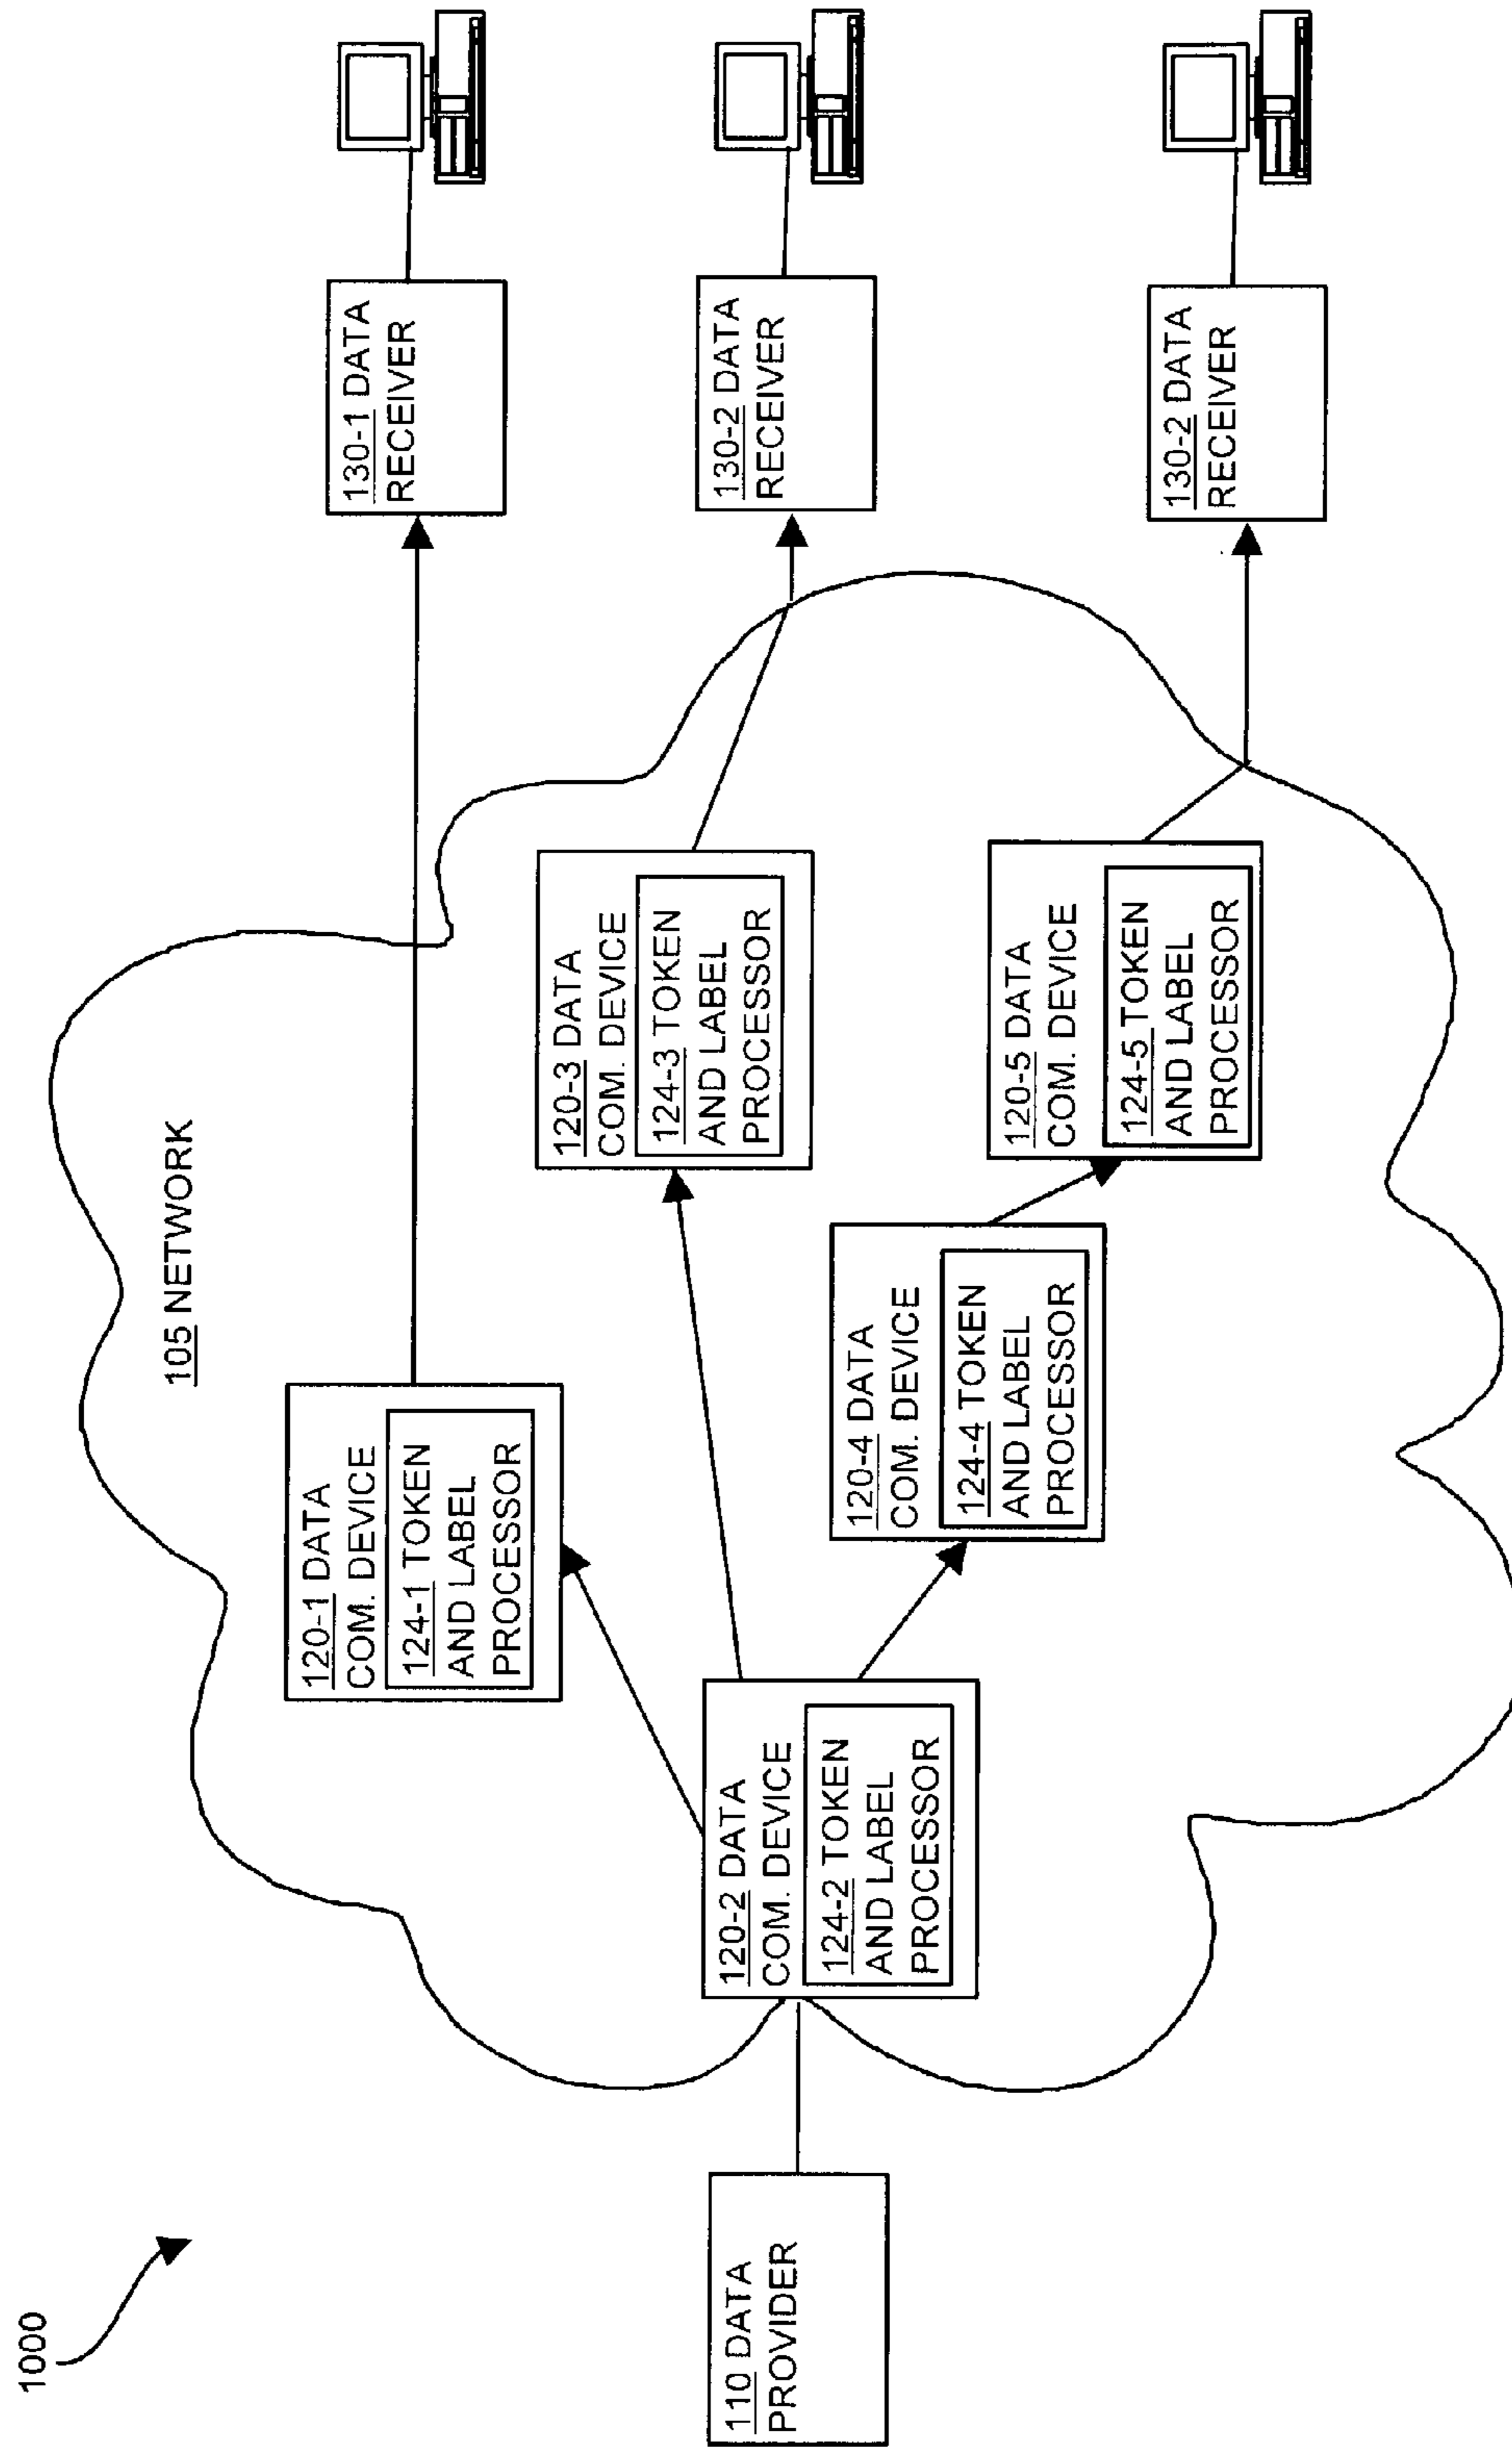 1000
105 NETWORK
110 DATA
PROVIDER
120-1 DATA
COM. DEVICE
124-1 TOKEN
AND LABEL
PROCESSOR
120-2 DATA
COM. DEVICE
124-2 TOKEN
AND LABEL
PROCESSOR
120-3 DATA
COM. DEVICE
124-3 TOKEN
AND LABEL
PROCESSOR
120-4 DATA
COM. DEVICE
124-4 TOKEN
AND LABEL
PROCESSOR
120-5 DATA
COM. DEVICE
124-5 TOKEN
AND LABEL
PROCESSOR
130-1 DATA
RECEIVER
130-2 DATA
RECEIVER
130-2 DATA
RECEIVER